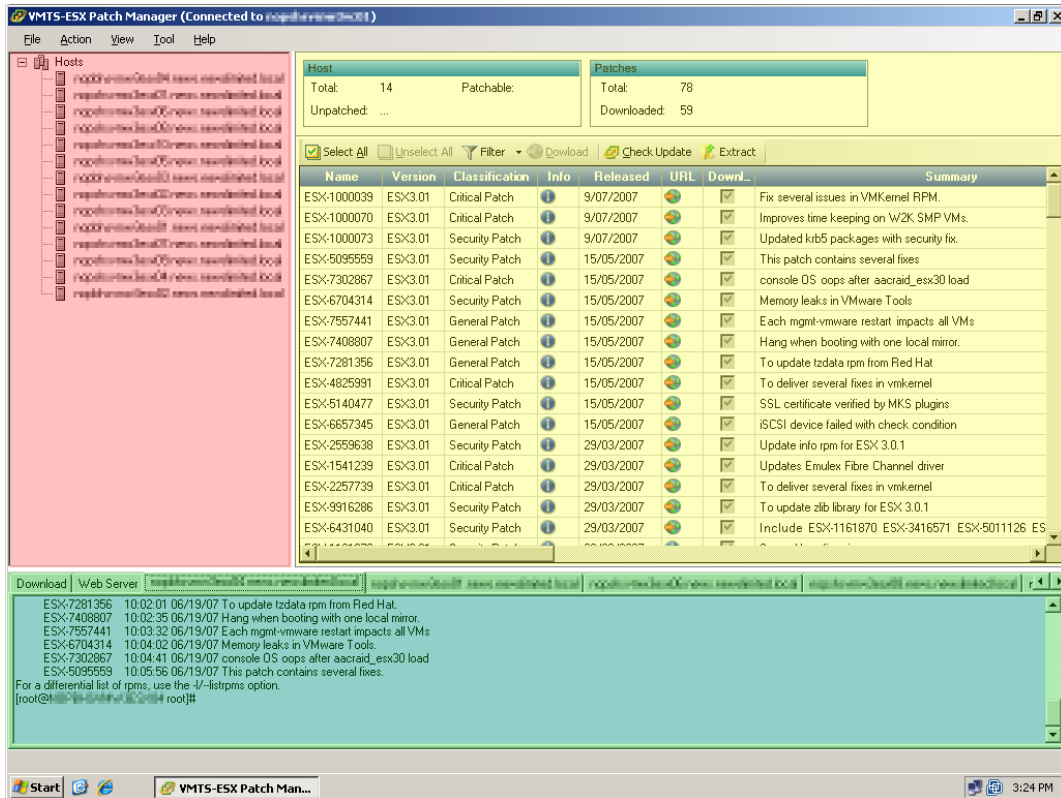 VMTS-ESX Patch Manager (Connected to )
File Action View Tool Help
Hosts
Host
Total: 14 Patchable:
Unpatched: ...
Patches
Total: 78
Downloaded: 59
Select All Unselect All Filter Dowload Check Update Extract
Name Version Classification Info Released URL Downl... Summary
ESX-1000039 ESX3.01 Critical Patch 9/07/2007 Fix several issues in VMKernel RPM.
ESX-1000070 ESX3.01 Critical Patch 9/07/2007 Improves time keeping on W2K SMP VMs.
ESX-1000073 ESX3.01 Security Patch 9/07/2007 Updated krb5 packages with security fix.
ESX-5095559 ESX3.01 Security Patch 15/05/2007 This patch contains several fixes
ESX-7302867 ESX3.01 Critical Patch 15/05/2007 console OS oops after aacraid_esx30 load
ESX-6704314 ESX3.01 Security Patch 15/05/2007 Memory leaks in VMware Tools
ESX-7557441 ESX3.01 General Patch 15/05/2007 Each mgmt-vmware restart impacts all VMs
ESX-7408807 ESX3.01 General Patch 15/05/2007 Hang when booting with one local mirror.
ESX-7281356 ESX3.01 General Patch 15/05/2007 To update tzdata rpm from Red Hat
ESX-4825991 ESX3.01 Critical Patch 15/05/2007 To deliver several fixes in vmkernel
ESX-5140477 ESX3.01 Security Patch 15/05/2007 SSL certificate verified by MKS plugins
ESX-6657345 ESX3.01 General Patch 15/05/2007 iSCSI device failed with check condition
ESX-2559638 ESX3.01 Security Patch 29/03/2007 Update info rpm for ESX 3.0.1
ESX-1541239 ESX3.01 Critical Patch 29/03/2007 Updates Emulex Fibre Channel driver
ESX-2257739 ESX3.01 Critical Patch 29/03/2007 To deliver several fixes in vmkernel
ESX-9916286 ESX3.01 Security Patch 29/03/2007 To update zlib library for ESX 3.0.1
ESX-6431040 ESX3.01 Security Patch 29/03/2007 Include ESX-1161870 ESX-3416571 ESX-5011126 ES
Download Web Server
ESX-7281356 10:02:01 06/19/07 To update tzdata rpm from Red Hat.
ESX-7408807 10:02:35 06/19/07 Hang when booting with one local mirror.
ESX-7557441 10:03:32 06/19/07 Each mgmt-vmware restart impacts all VMs
ESX-6704314 10:04:02 06/19/07 Memory leaks in VMware Tools.
ESX-7302867 10:04:41 06/19/07 console OS oops after aacraid_esx30 load
ESX-5095559 10:05:56 06/19/07 This patch contains several fixes.
For a differential list of rpms, use the -l/--listrpms option.
[root@ root]#
Start VMTS-ESX Patch Man... 3:24 PM